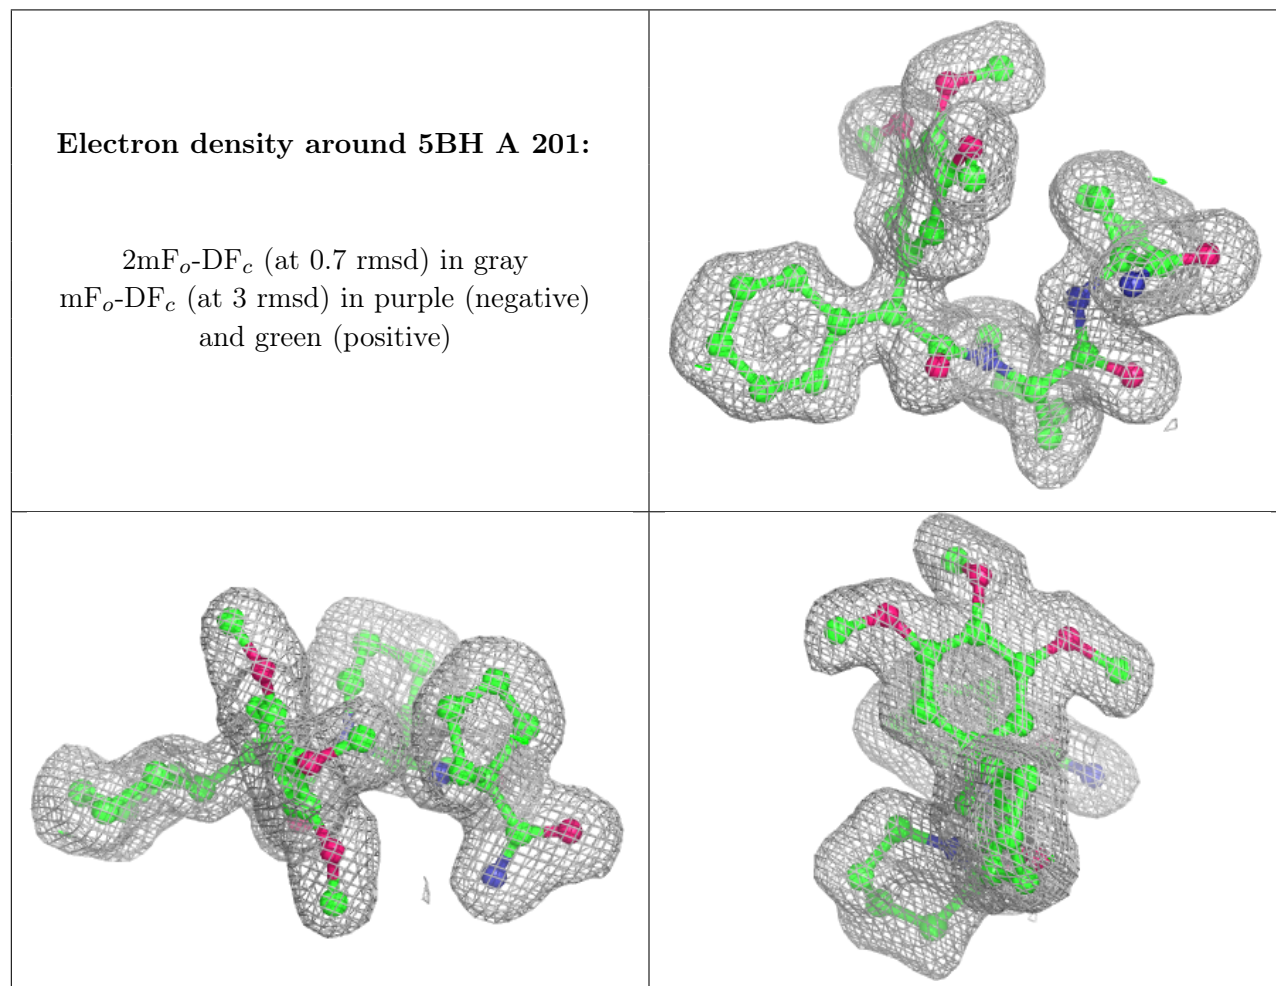 Electron density around 5BH A 201:
2mFo-DFc (at 0.7 rmsd) in gray
mFo-DFc (at 3 rmsd) in purple (negative)
and green (positive)